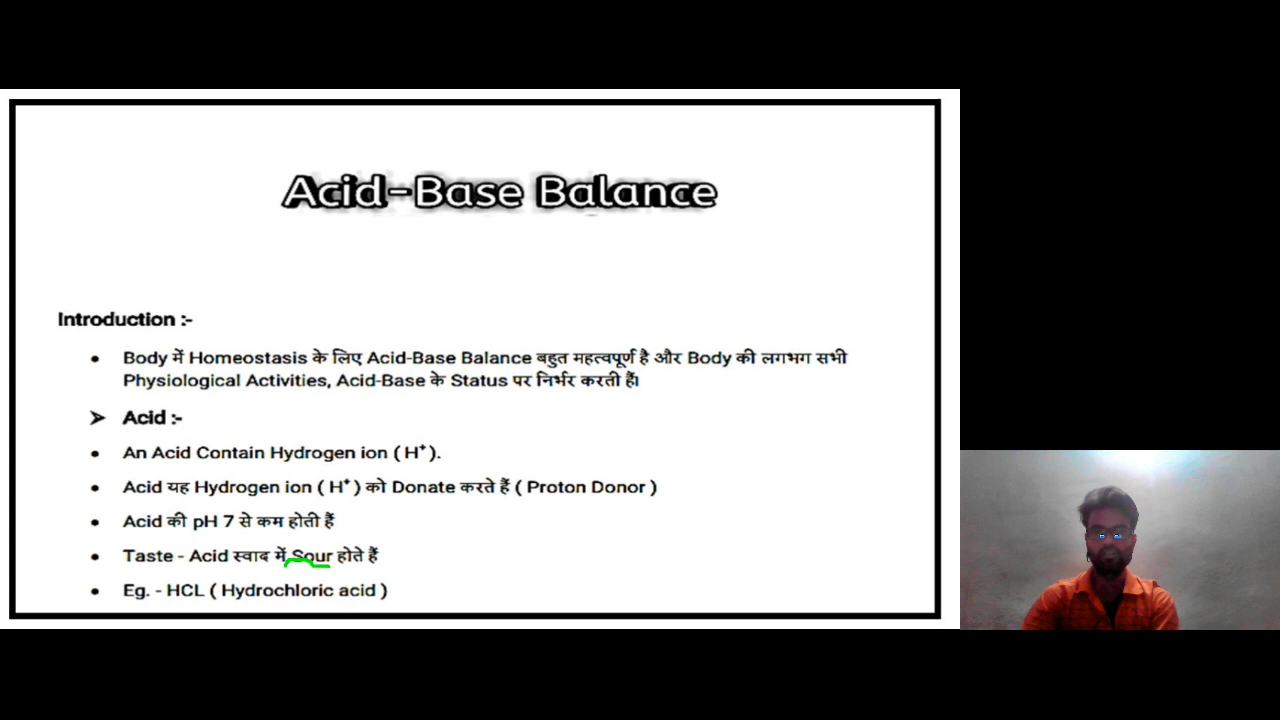 Acid-Base Balance
Introduction :-
• Body में Homeostasis के लिए Acid-Base Balance बहुत महत्वपूर्ण है और Body की लगभग सभी
Physiological Activities, Acid-Base के Status पर निर्भर करती हैं।
➤ Acid :-
• An Acid Contain Hydrogen ion ( H⁺ ).
• Acid यह Hydrogen ion ( H⁺ ) को Donate करते हैं ( Proton Donor )
• Acid की pH 7 से कम होती हैं
• Taste - Acid स्वाद में Sour होते हैं
• Eg. - HCL ( Hydrochloric acid )